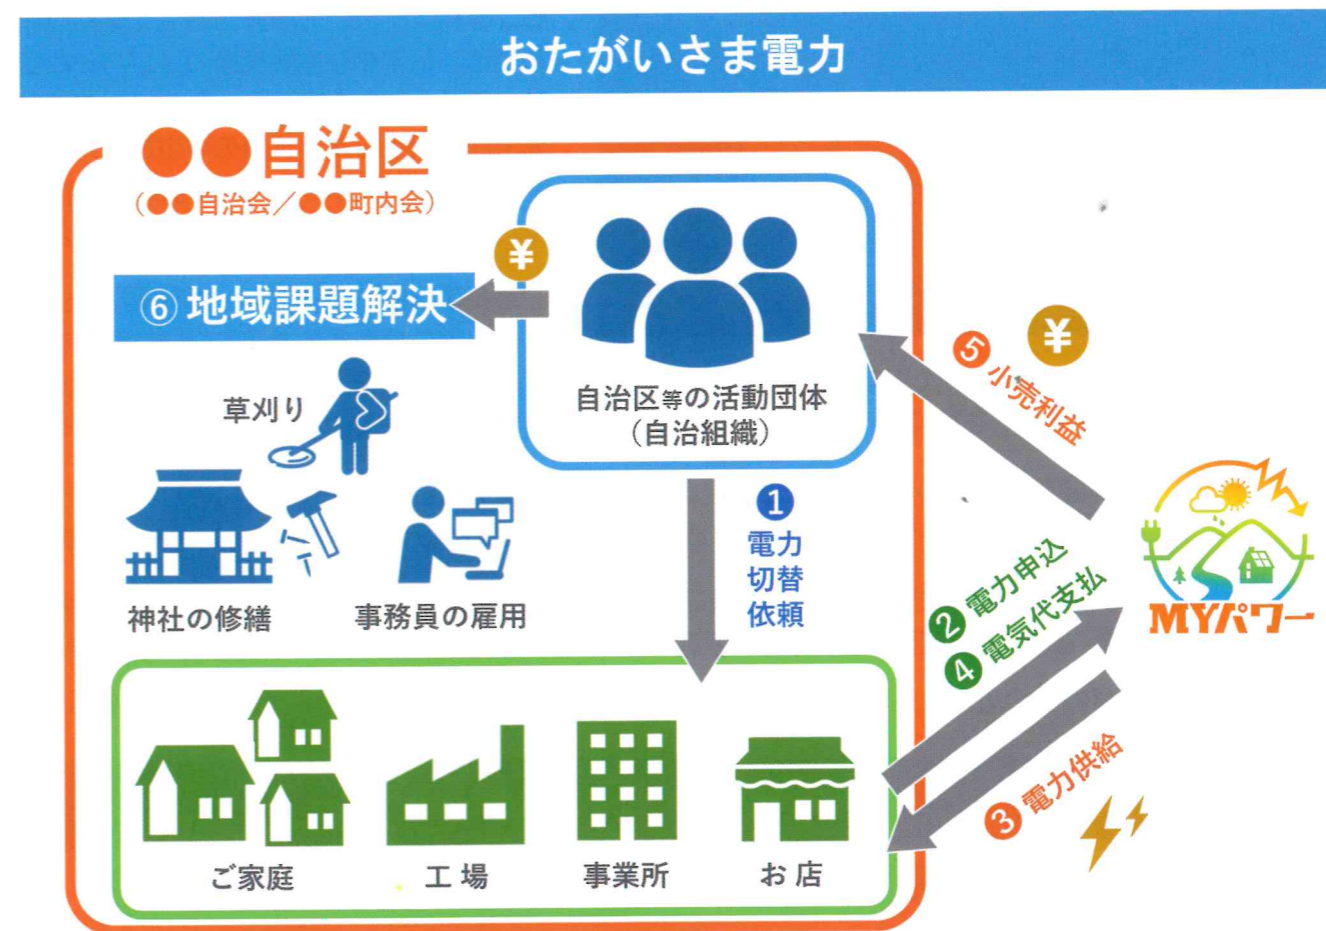 おたがいさま電力
●●自治区
(●●自治会／●●町内会)
¥
⑥地域課題解決
自治区等の活動団体
(自治組織)
草刈り
神社の修繕
事務員の雇用
❶
電力
切替
依頼
¥
❺小売利益
❷電力申込
❹電気代支払
❸電力供給
MYパワー
ご家庭
工場
事業所
お店